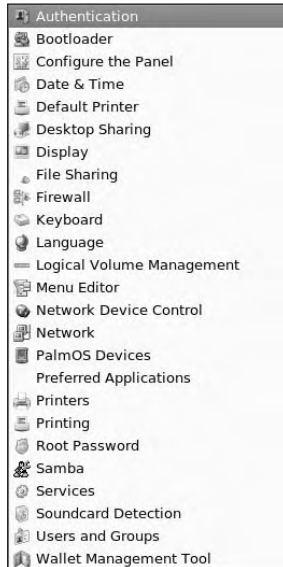 Authentication
Bootloader
Configure the Panel
Date & Time
Default Printer
Desktop Sharing
Display
File Sharing
Firewall
Keyboard
Language
Logical Volume Management
Menu Editor
Network Device Control
Network
PalmOS Devices
Preferred Applications
Printers
Printing
Root Password
Samba
Services
Soundcard Detection
Users and Groups
Wallet Management Tool